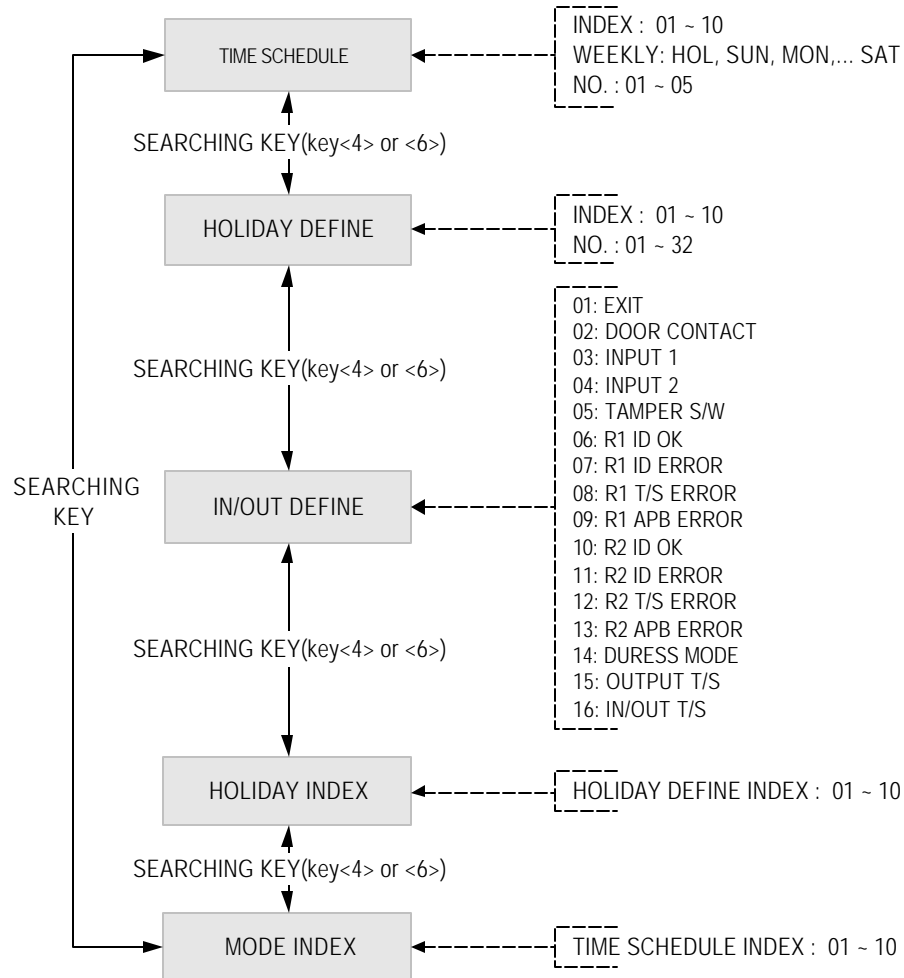 TIME SCHEDULE
INDEX : 01 ~ 10
WEEKLY: HOL, SUN, MON,... SAT
NO. : 01 ~ 05
SEARCHING KEY(key<4> or <6>)
HOLIDAY DEFINE
INDEX : 01 ~ 10
NO. : 01 ~ 32
SEARCHING KEY(key<4> or <6>)
IN/OUT DEFINE
01: EXIT
02: DOOR CONTACT
03: INPUT 1
04: INPUT 2
05: TAMPER S/W
06: R1 ID OK
07: R1 ID ERROR
08: R1 T/S ERROR
09: R1 APB ERROR
10: R2 ID OK
11: R2 ID ERROR
12: R2 T/S ERROR
13: R2 APB ERROR
14: DURESS MODE
15: OUTPUT T/S
16: IN/OUT T/S
SEARCHING
KEY
SEARCHING KEY(key<4> or <6>)
HOLIDAY INDEX
HOLIDAY DEFINE INDEX : 01 ~ 10
SEARCHING KEY(key<4> or <6>)
MODE INDEX
TIME SCHEDULE INDEX : 01 ~ 10